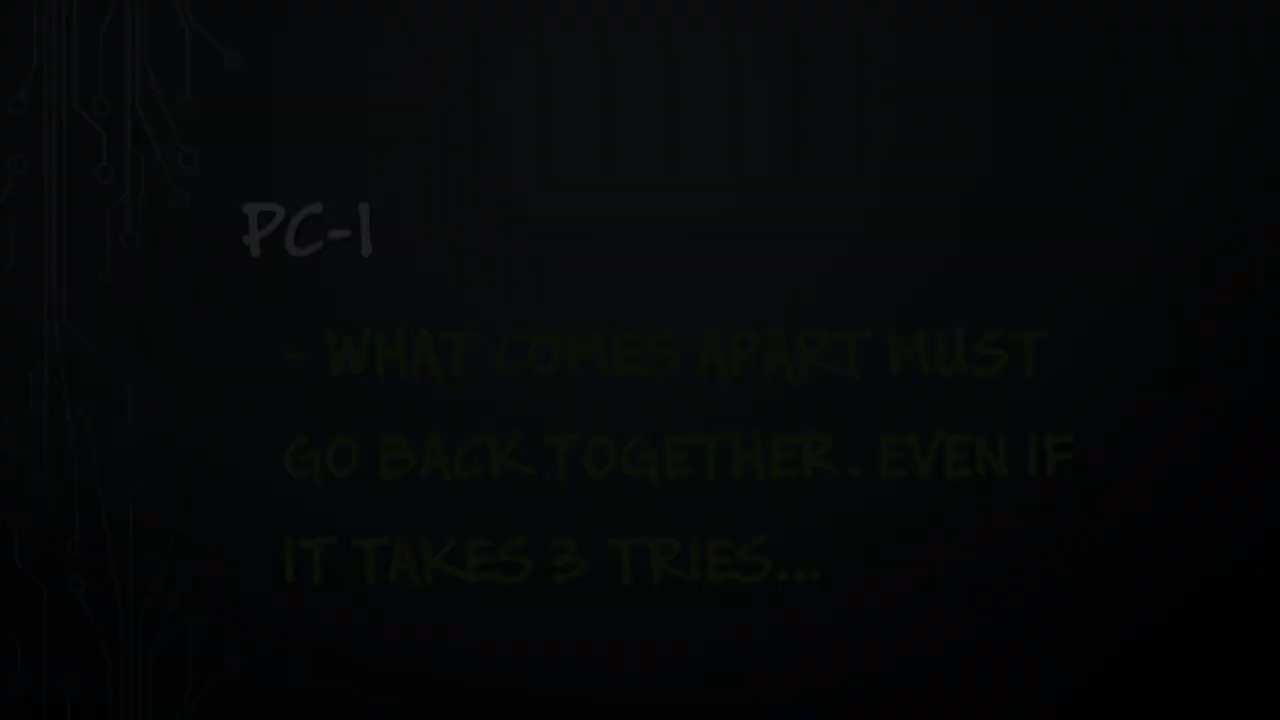 PC-1
- WHAT COMES APART MUST
GO BACK TOGETHER. EVEN IF
IT TAKES 3 TRIES...